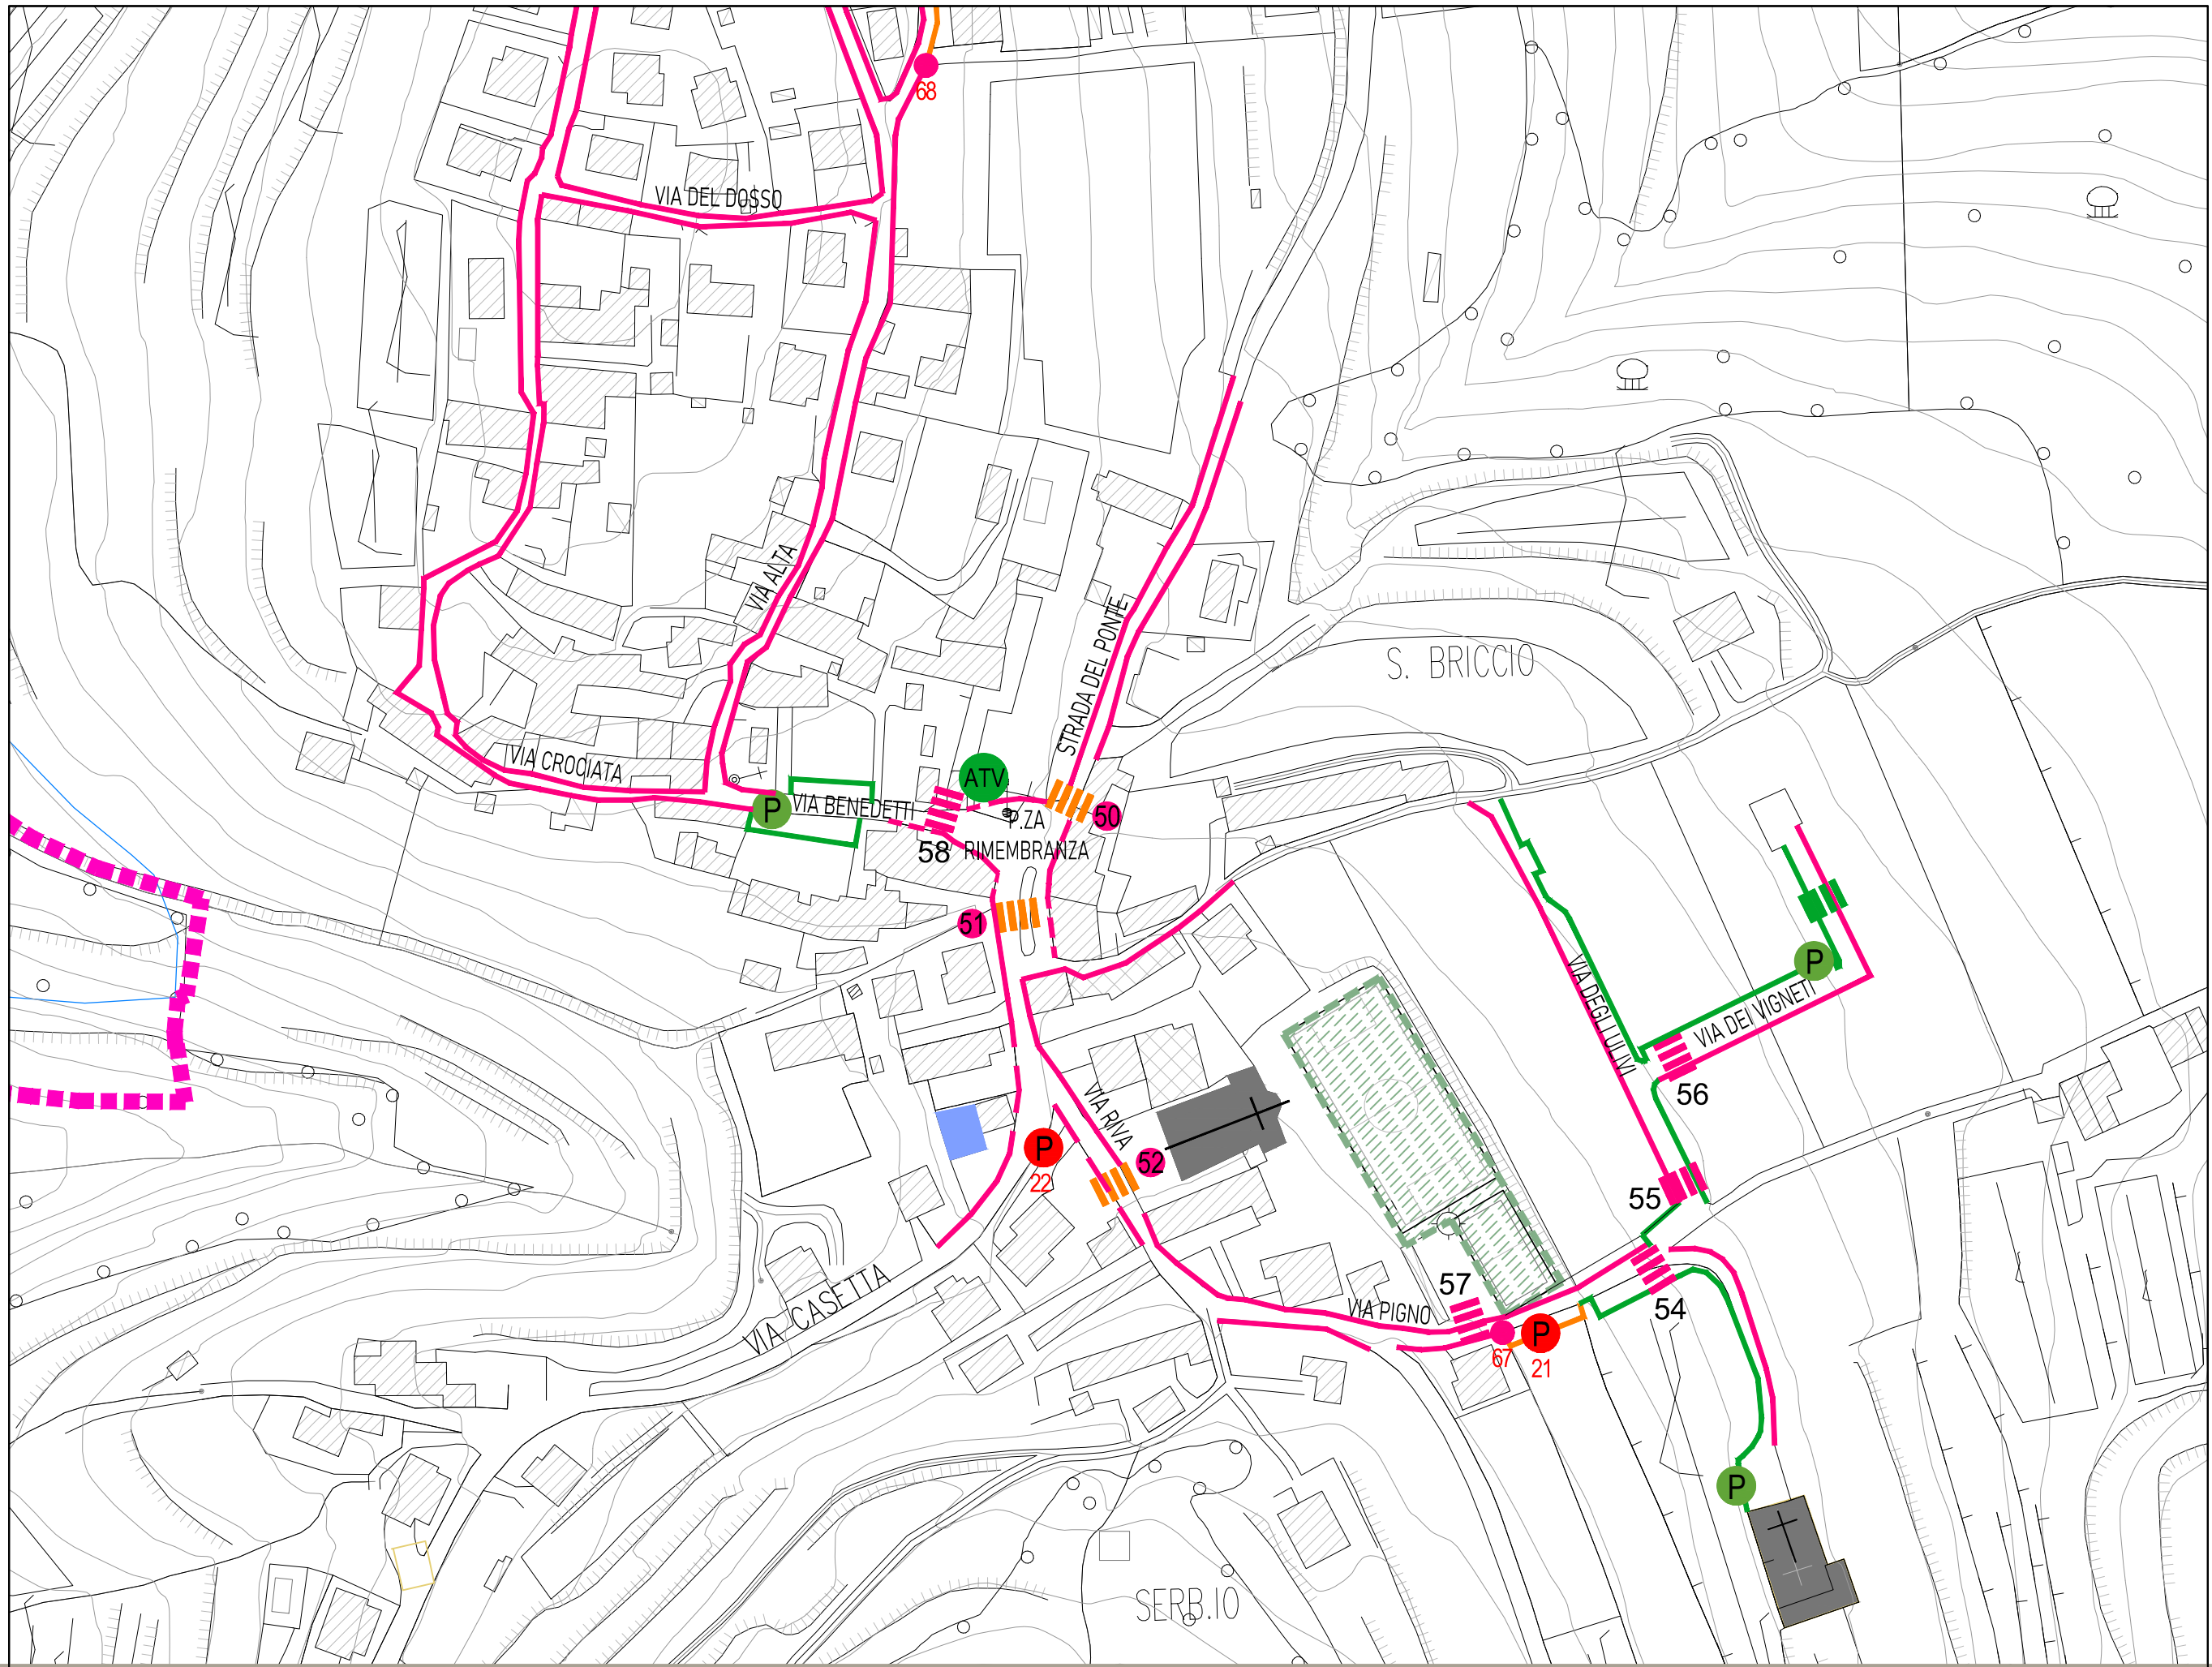 68
VIA DEL DOSSO
VIA ALTA
STRADA DEL PONTE
S. BRICCIO
VIA CROCIATA
ATV
P
VIA BENEDETTI
50
P.ZA
RIMEMBRANZA
58
51
P
VIA DEGLI ULIVI
VIA DEI VIGNETI
56
VIA RIVA
52
P
22
55
57
54
VIA PIGNO
VIA CASETTA
67
P
21
P
SERB.IO